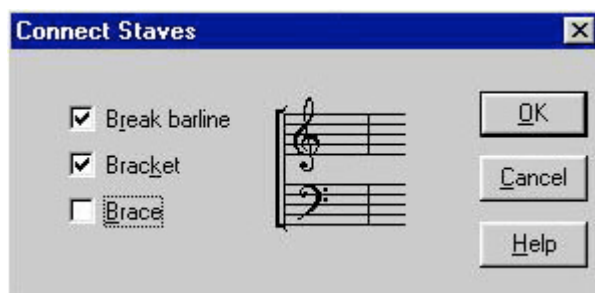 Connect Staves
Break barline
Bracket
Brace
OK
Cancel
Help